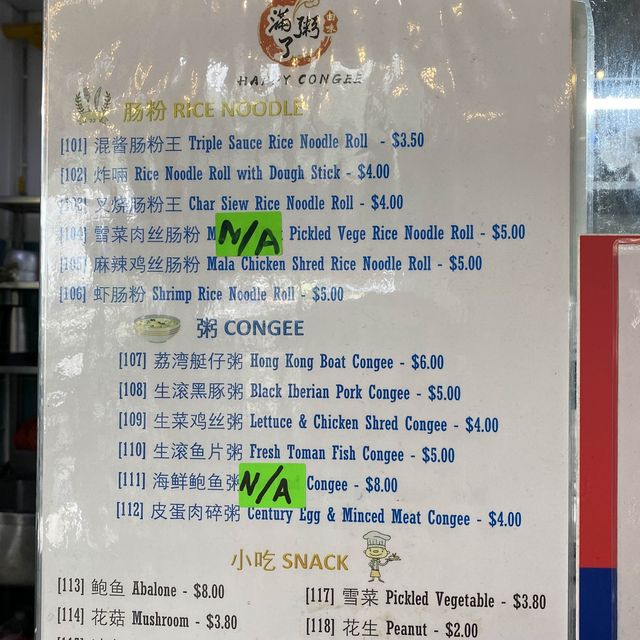 满了粥
HAPPY CONGEE
肠粉 RICE NOODLE
[101] 混酱肠粉王 Triple Sauce Rice Noodle Roll - $3.50
[102] 炸啢 Rice Noodle Roll with Dough Stick - $4.00
[103] 叉烧肠粉王 Char Siew Rice Noodle Roll - $4.00
[104] 雪菜肉丝肠粉 M N/A Pickled Vege Rice Noodle Roll - $5.00
[105] 麻辣鸡丝肠粉 Mala Chicken Shred Rice Noodle Roll - $5.00
[106] 虾肠粉 Shrimp Rice Noodle Roll - $5.00
粥 CONGEE
[107] 荔湾艇仔粥 Hong Kong Boat Congee - $6.00
[108] 生滚黑豚粥 Black Iberian Pork Congee - $5.00
[109] 生菜鸡丝粥 Lettuce & Chicken Shred Congee - $4.00
[110] 生滚鱼片粥 Fresh Toman Fish Congee - $5.00
[111] 海鲜鲍鱼粥 N/A Congee - $8.00
[112] 皮蛋肉碎粥 Century Egg & Minced Meat Congee - $4.00
小吃 SNACK
[113] 鲍鱼 Abalone - $8.00
[114] 花菇 Mushroom - $3.80
[117] 雪菜 Pickled Vegetable - $3.80
[118] 花生 Peanut - $2.00